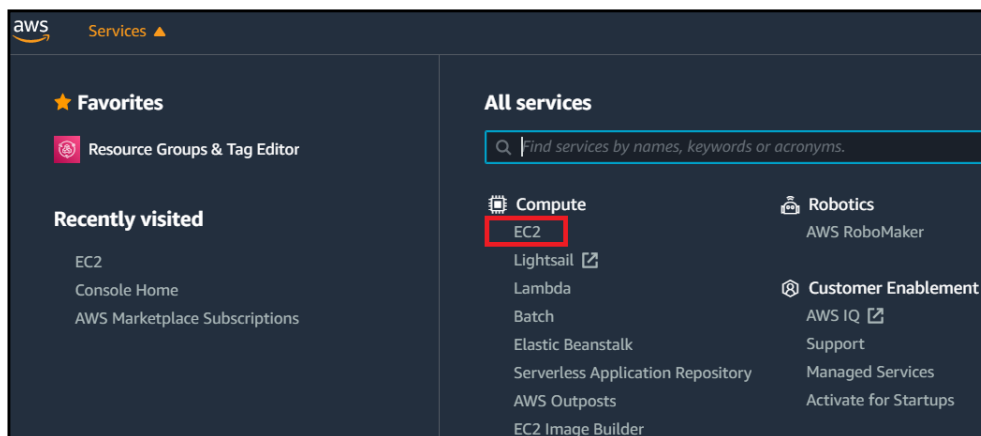 aws
Services
Favorites
Resource Groups & Tag Editor
Recently visited
EC2
Console Home
AWS Marketplace Subscriptions
All services
Find services by names, keywords or acronyms.
Compute
EC2
Lightsail
Lambda
Batch
Elastic Beanstalk
Serverless Application Repository
AWS Outposts
EC2 Image Builder
Robotics
AWS RoboMaker
Customer Enablement
AWS IQ
Support
Managed Services
Activate for Startups